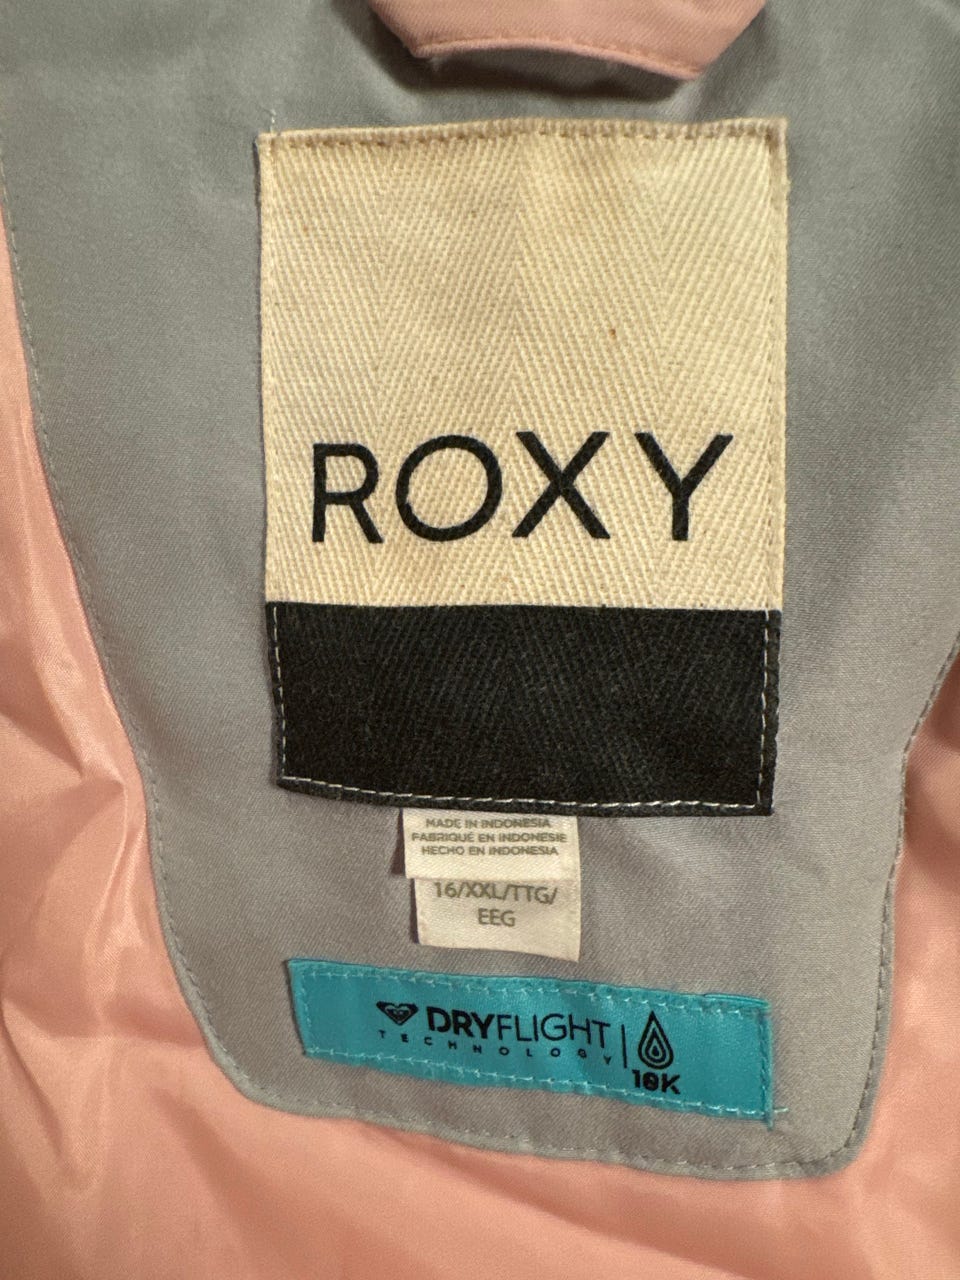 ROXY
MADE IN INDONESIA
FABRIQUÉ EN INDONESIE
HECHO EN INDONESIA
16/XXL/TTG/
EEG
DRYFLIGHT
TECHNOLOGY
10K